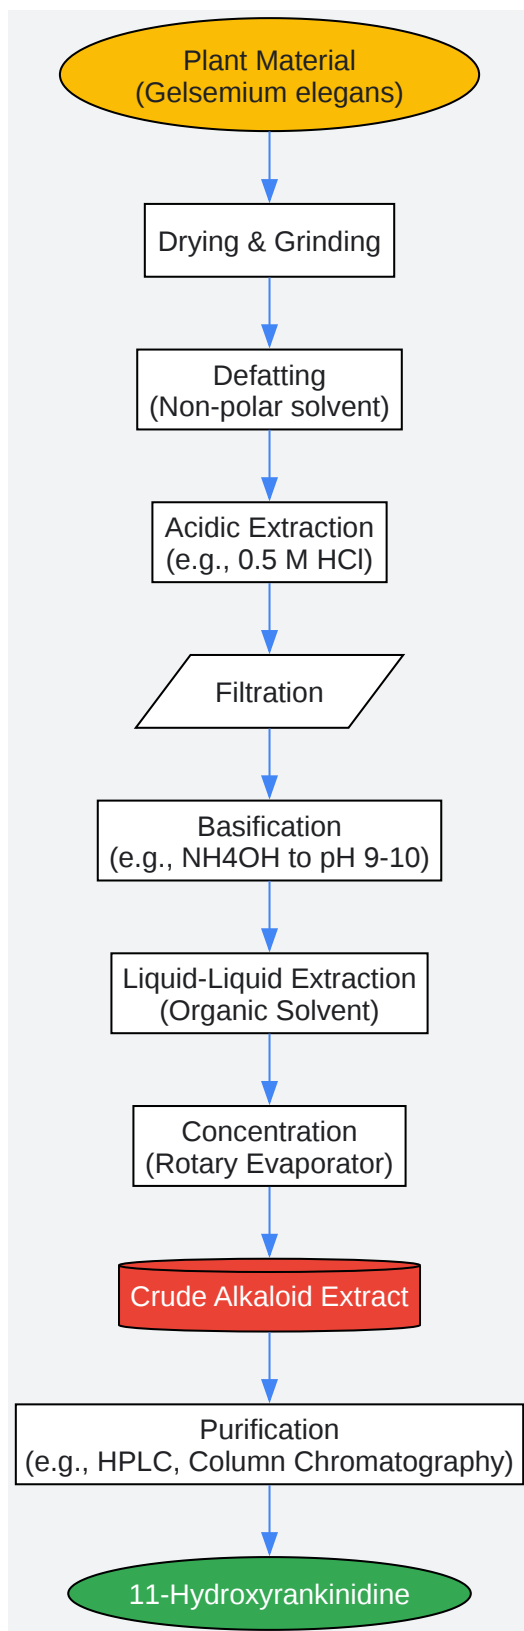 Plant Material
(Gelsemium elegans)
Drying & Grinding
Defatting
(Non-polar solvent)
Acidic Extraction
(e.g., 0.5 M HCl)
Filtration
Basification
(e.g., NH4OH to pH 9-10)
Liquid-Liquid Extraction
(Organic Solvent)
Concentration
(Rotary Evaporator)
Crude Alkaloid Extract
Purification
(e.g., HPLC, Column Chromatography)
11-Hydroxyrankinidine